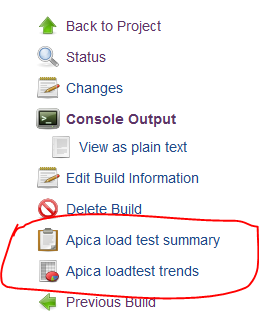 Back to Project
Status
Changes
Console Output
View as plain text
Edit Build Information
Delete Build
Apica load test summary
Apica loadtest trends
Previous Build